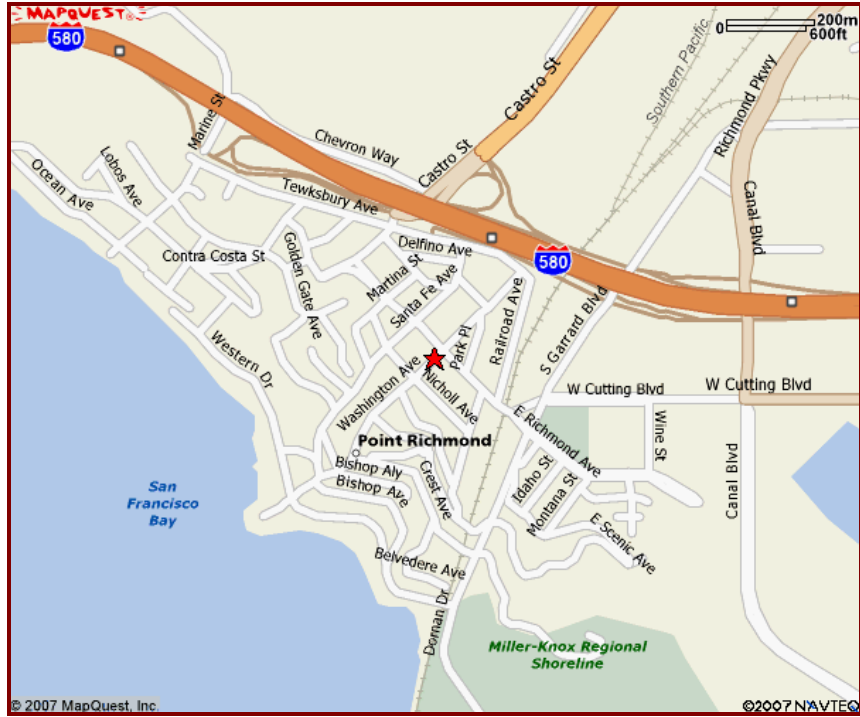 MAPQUEST
580
0 200m
600ft
Southern Pacific
Castro St
Richmond Pkwy
Marine St
Chevron Way
Castro St
Lobos Ave
Ocean Ave
Tewksbury Ave
Canal Blvd
Contra Costa St
Delfino Ave
580
Golden Gate Ave
Martina St
Santa Fe Ave
Railroad Ave
S Garrard Blvd
Park Pl
Western Dr
Washington Ave
Nicholl Ave
W Cutting Blvd
W Cutting Blvd
E Richmond Ave
Wine St
Point Richmond
Bishop Aly
Bishop Ave
Crest Ave
Idaho St
Montana St
Canal Blvd
San
Francisco
Bay
E Scenic Ave
Belvedere Ave
Dornan Dr
Miller-Knox Regional
Shoreline
© 2007 MapQuest, Inc.
©2007 NAVTEQ